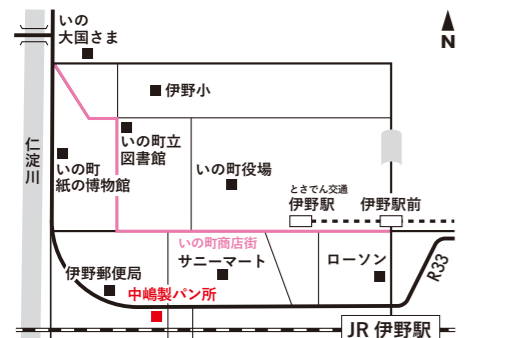 いの
大国さま
N
伊野小
いの町立
図書館
仁淀川
いの町
紙の博物館
いの町役場
とさでん交通
伊野駅
伊野駅前
いの町商店街
サニーマート
ローソン
R33
伊野郵便局
中嶋製パン所
JR 伊野駅